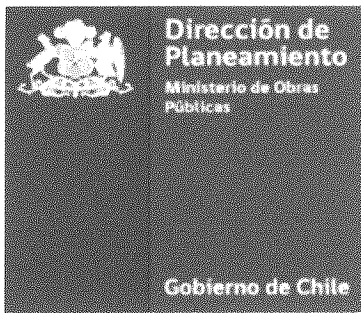 Dirección de
Planeamiento
Ministerio de Obras
Públicas
Gobierno de Chile